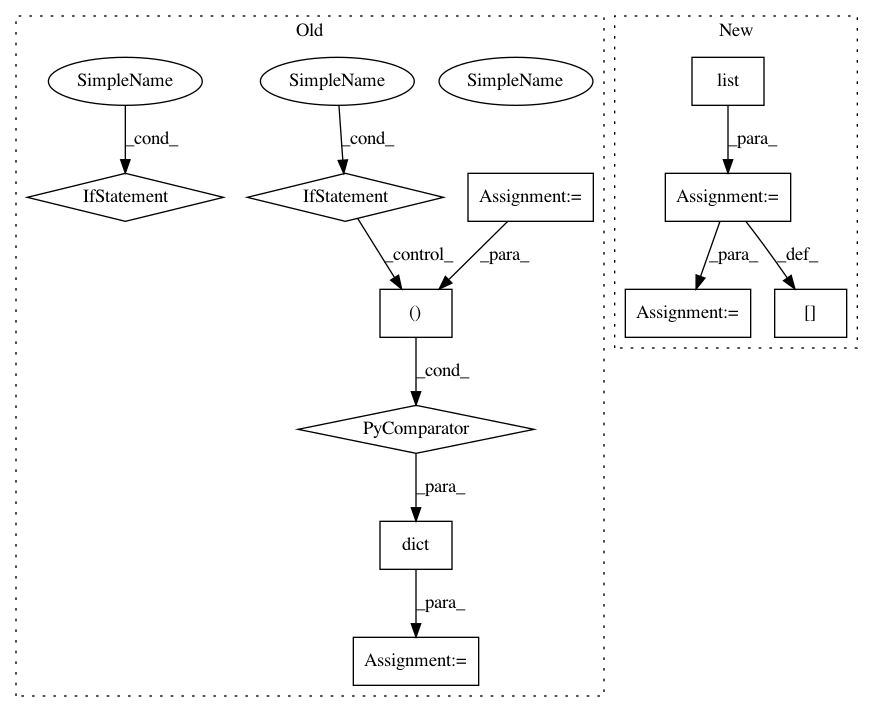 Old
New
SimpleName
SimpleName
SimpleName
list
_cond_
_cond_
_para_
IfStatement
IfStatement
Assignment:=
Assignment:=
_control_
_para_
_para_
_def_
()
Assignment:=
[]
_cond_
PyComparator
_para_
dict
_para_
Assignment:=